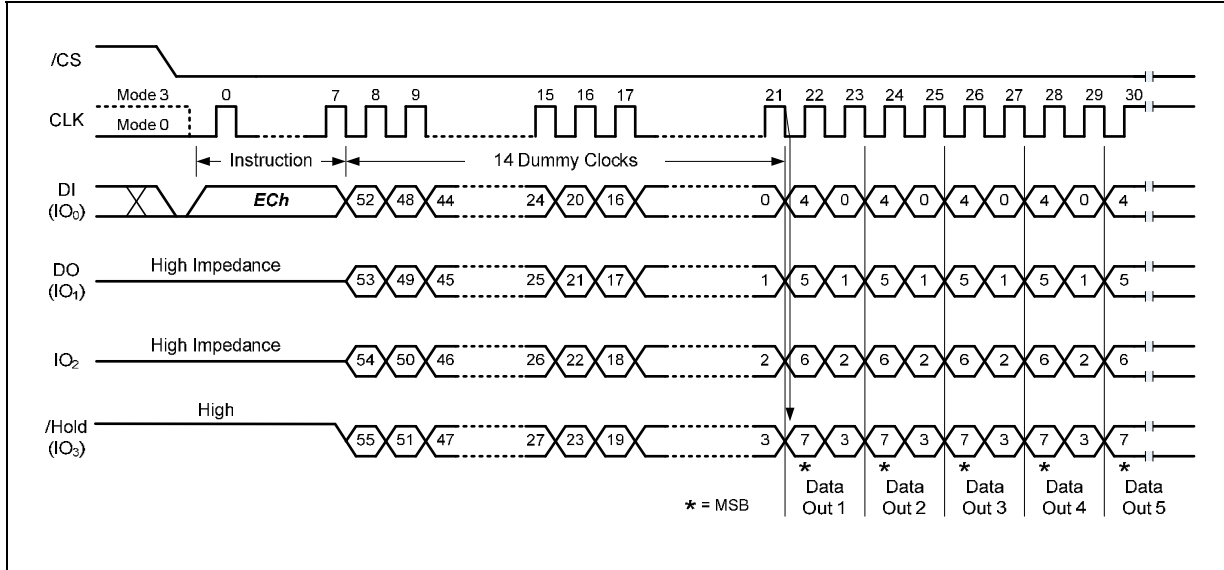 /CS
Mode 3 0 7 8 9 15 16 17 21 22 23 24 25 26 27 28 29 30
CLK
Mode 0
Instruction 14 Dummy Clocks
DI
(IO0) ECh 52 48 44 24 20 16 0 4 0 4 0 4 0 4 0 4
DO High Impedance
(IO1) 53 49 45 25 21 17 1 5 1 5 1 5 1 5 1 5
IO2 High Impedance 54 50 46 26 22 18 2 6 2 6 2 6 2 6 2 6
High
/Hold
(IO3) 55 51 47 27 23 19 3 7 3 7 3 7 3 7 3 7
* * * * *
* = MSB
Data Out 1
Data Out 2
Data Out 3
Data Out 4
Data Out 5